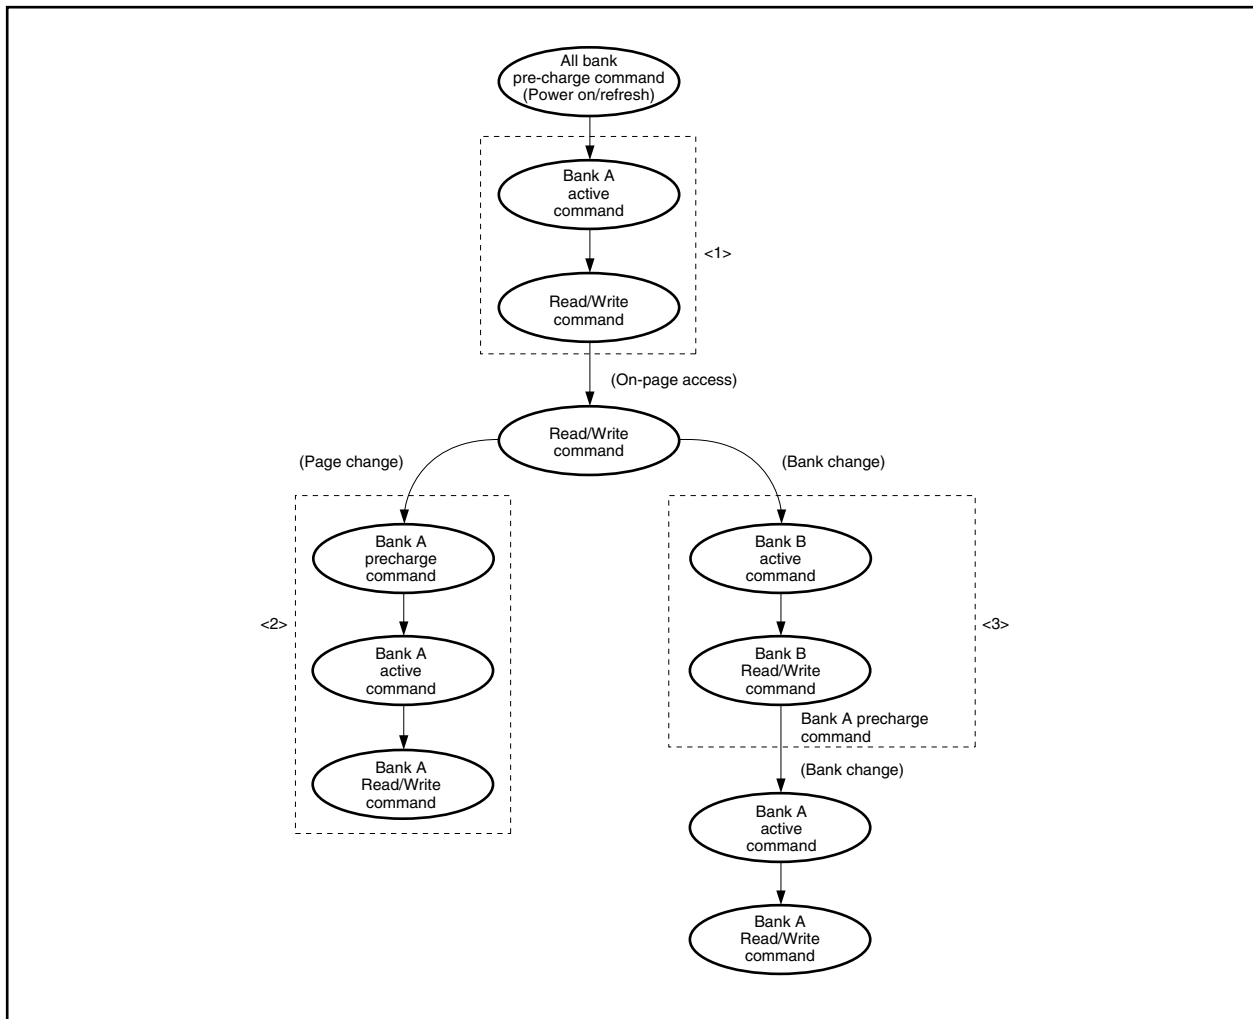 All bank
pre-charge command
(Power on/refresh)
Bank A
active
command
<1>
Read/Write
command
(On-page access)
Read/Write
command
(Page change)
(Bank change)
Bank A
precharge
command
Bank A
active
command
Bank A
Read/Write
command
<2>
Bank B
active
command
Bank B
Read/Write
command
<3>
Bank A precharge
command
(Bank change)
Bank A
active
command
Bank A
Read/Write
command